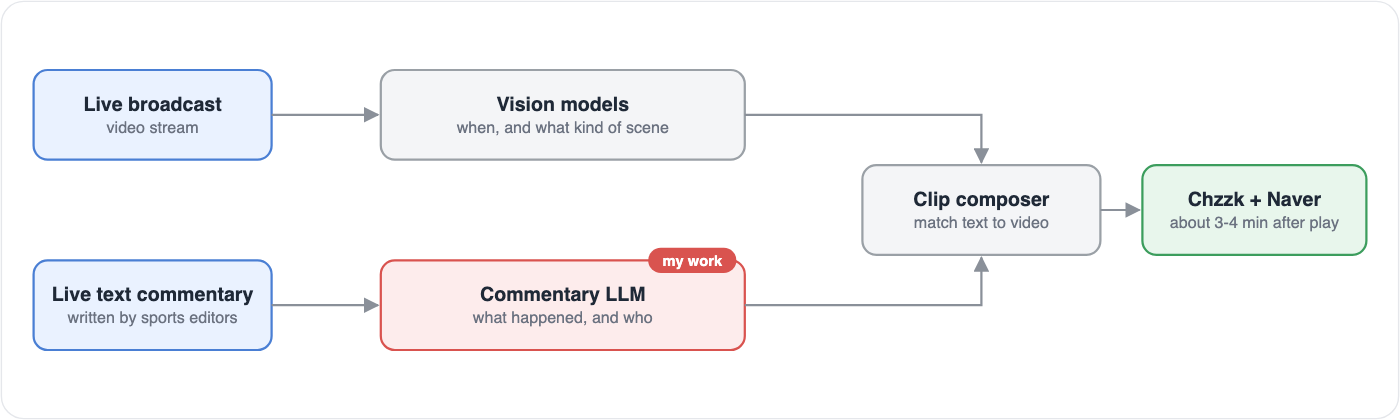 Live broadcast
video stream
Vision models
when, and what kind of scene
Clip composer
match text to video
Chzzk + Naver
about 3-4 min after play
Live text commentary
written by sports editors
my work
Commentary LLM
what happened, and who